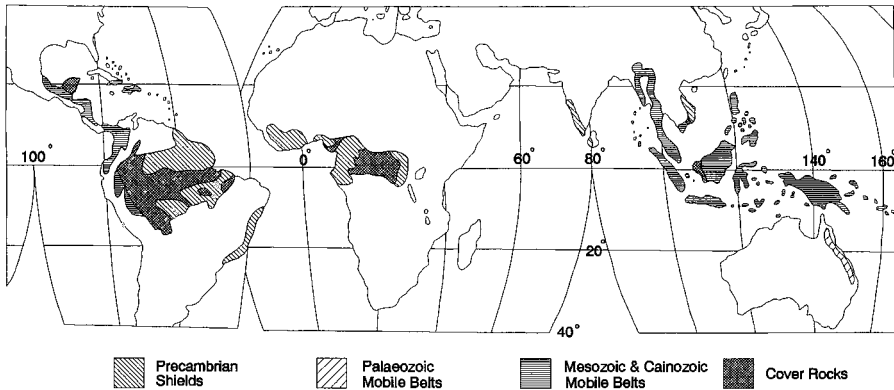 100°
0
60°
80°
140°
160°
20°
40°
Precambrian
Shields
Palaeozoic
Mobile Belts
Mesozoic & Cainozoic
Mobile Belts
Cover Rocks